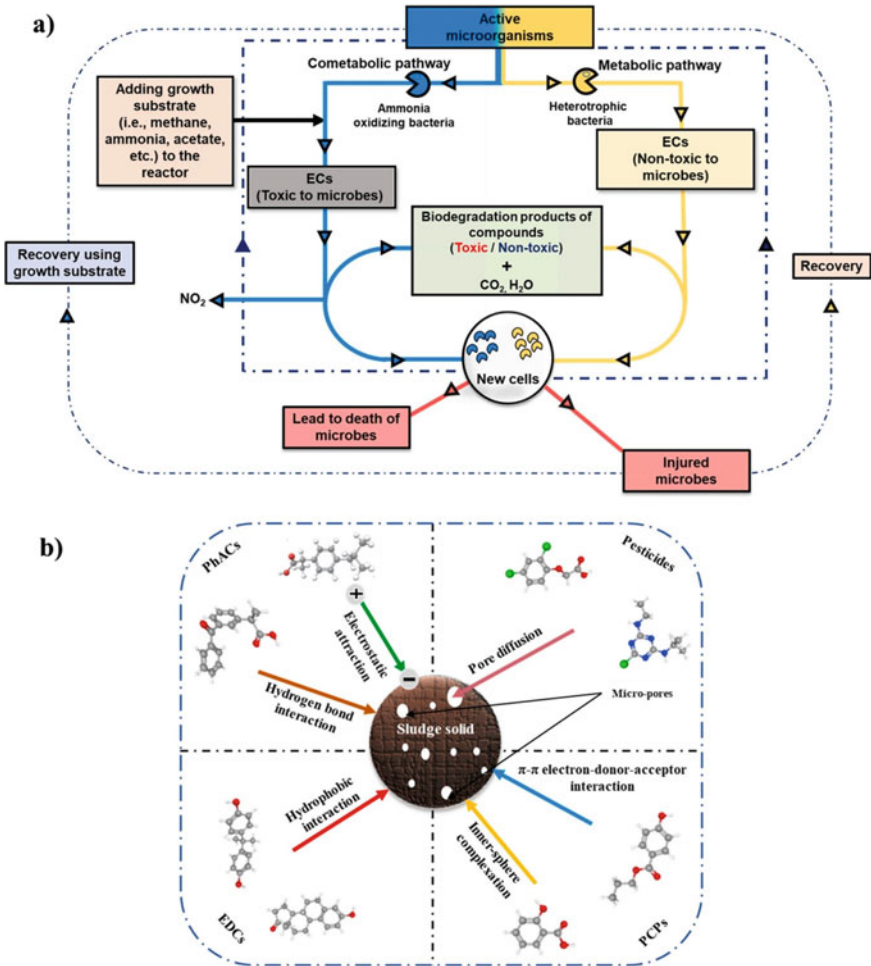 a)
Active
microorganisms
Cometabolic pathway
Metabolic pathway
Ammonia
oxidizing bacteria
Heterotrophic
bacteria
Adding growth
substrate
(i.e., methane,
ammonia, acetate,
etc.) to the
reactor
ECs
(Toxic to microbes)
ECs
(Non-toxic to
microbes)
Biodegradation products of
compounds
(Toxic / Non-toxic)
+
CO₂, H₂O
Recovery using
growth substrate
Recovery
NO₂
New cells
Lead to death of
microbes
Injured
microbes
b)
PhACs
Pesticides
+
Electrostatic
attraction
−
Pore diffusion
Hydrogen bond
interaction
Micro-pores
Sludge solid
π-π electron-donor-acceptor
interaction
Hydrophobic
interaction
Inner-sphere
complexation
EDCs
PCPs